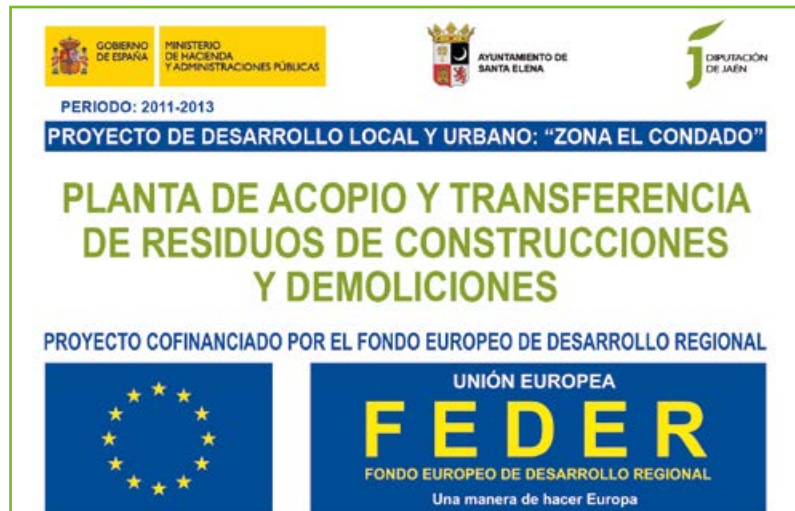 GOBIERNO
DE ESPAÑA
MINISTERIO
DE HACIENDA
Y ADMINISTRACIONES PÚBLICAS
AYUNTAMIENTO DE
SANTA ELENA
DIPUTACIÓN
DE JAÉN
PERIODO: 2011-2013
PROYECTO DE DESARROLLO LOCAL Y URBANO: “ZONA EL CONDADO”
PLANTA DE ACOPIO Y TRANSFERENCIA
DE RESIDUOS DE CONSTRUCCIONES
Y DEMOLICIONES
PROYECTO COFINANCIADO POR EL FONDO EUROPEO DE DESARROLLO REGIONAL
UNIÓN EUROPEA
FEDER
FONDO EUROPEO DE DESARROLLO REGIONAL
Una manera de hacer Europa